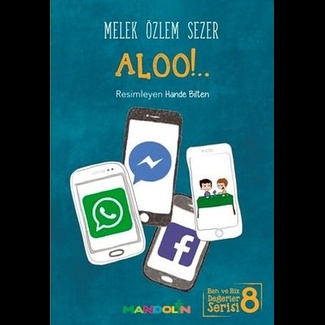 MELEK ÖZLEM SEZER
ALOO!..
Resimleyen Hande Bilten
f
Ben ve Biz
Değerler
Serisi
8
MANDOLİN